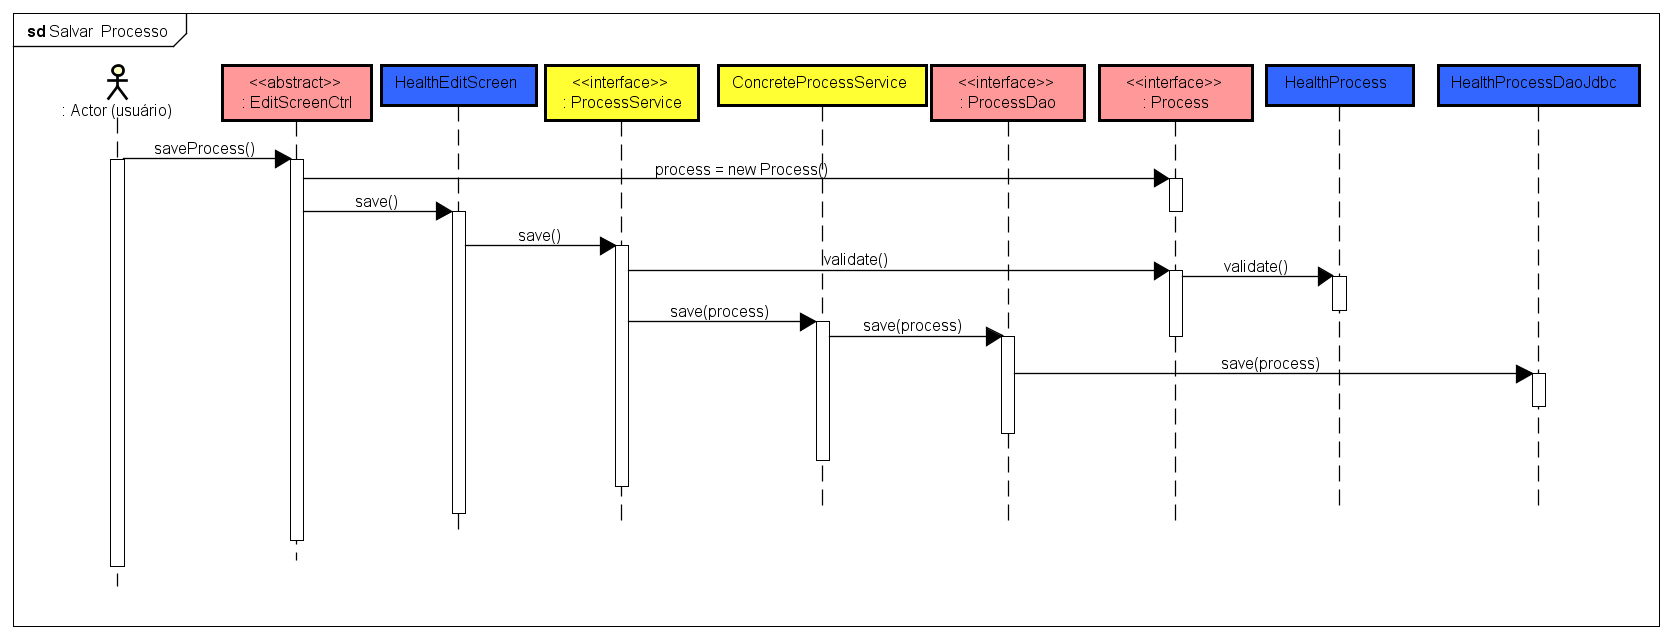 sd Salvar Processo
: Actor (usuário)
<<abstract>>
: EditScreenCtrl
HealthEditScreen
<<interface>>
: ProcessService
ConcreteProcessService
<<interface>>
: ProcessDao
<<interface>>
: Process
HealthProcess
HealthProcessDaoJdbc
saveProcess()
process = new Process()
save()
save()
validate()
validate()
save(process)
save(process)
save(process)